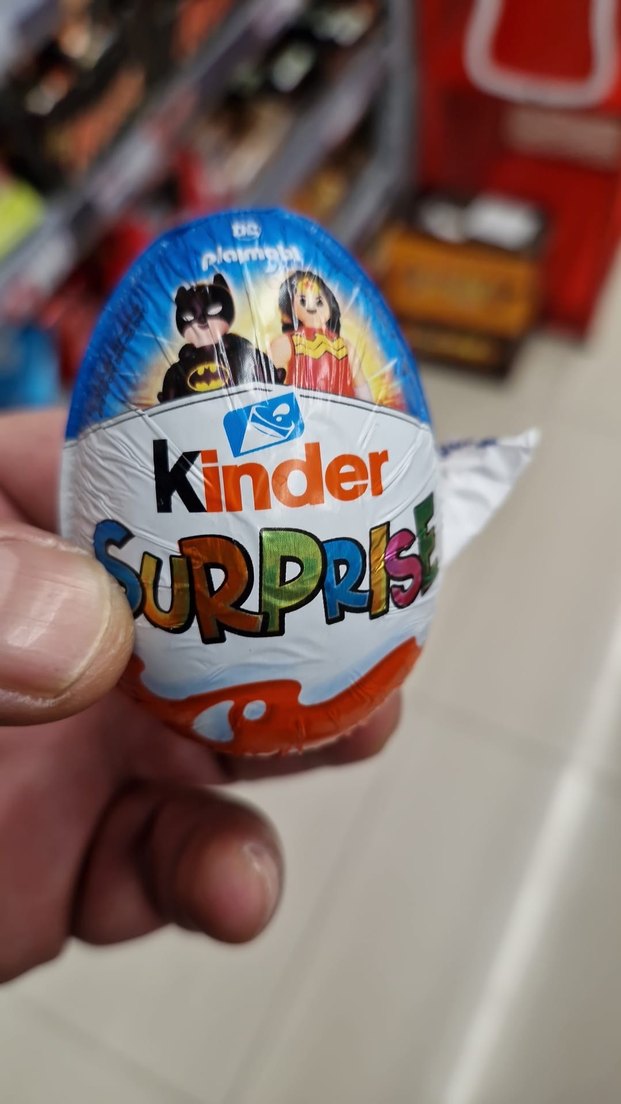 DC
playmobil
Kinder
SURPRISE